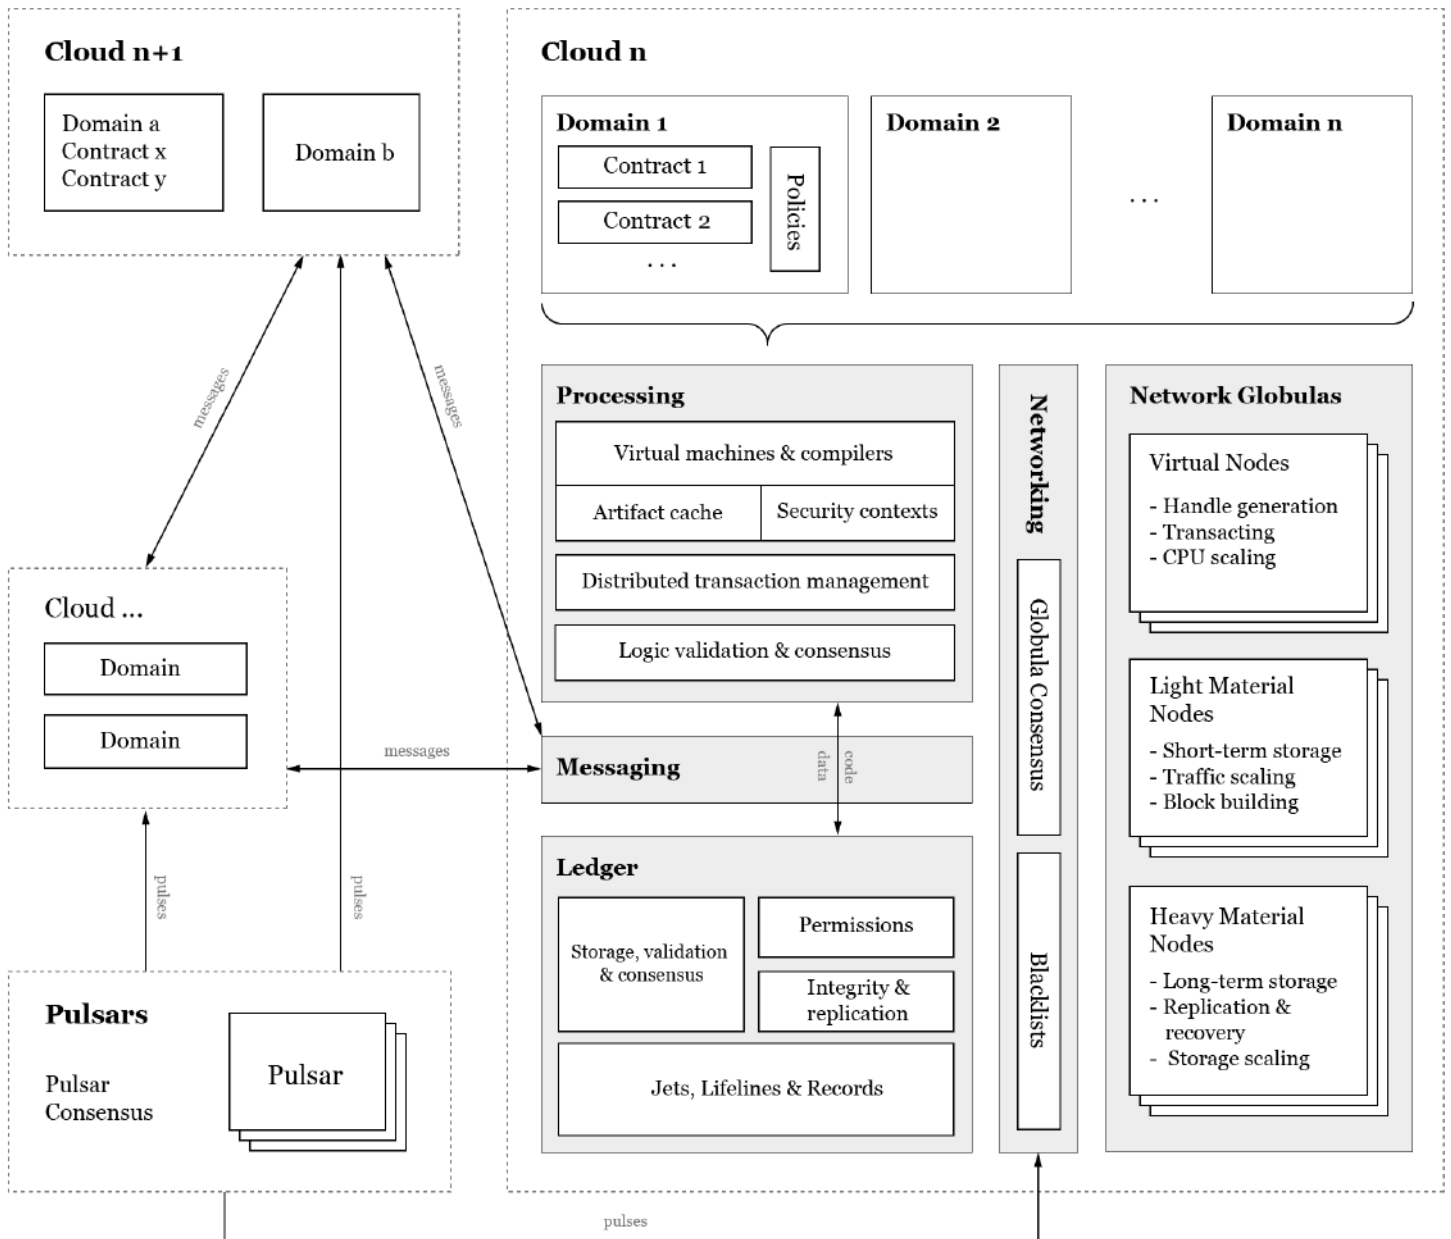 Cloud n+1
Domain a
Contract x
Contract y
Domain b
Cloud n
Domain 1
Contract 1
Contract 2
...
Policies
Domain 2
...
Domain n
messages
messages
Processing
Virtual machines & compilers
Artifact cache
Security contexts
Distributed transaction management
Logic validation & consensus
Networking
Globula Consensus
Blacklists
Network Globulas
Virtual Nodes
- Handle generation
- Transacting
- CPU scaling
Light Material
Nodes
- Short-term storage
- Traffic scaling
- Block building
Heavy Material
Nodes
- Long-term storage
- Replication &
recovery
- Storage scaling
Cloud ...
Domain
Domain
messages
Messaging
data
code
Ledger
Storage, validation
& consensus
Permissions
Integrity &
replication
Jets, Lifelines & Records
pulses
pulses
Pulsars
Pulsar
Consensus
Pulsar
pulses